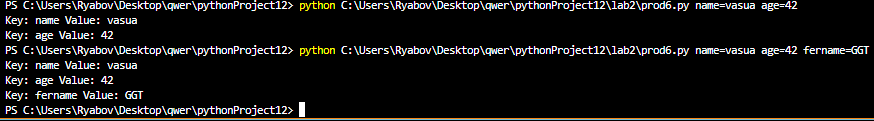 PS C:\Users\Ryabov\Desktop\qwer\pythonProject12> python C:\Users\Ryabov\Desktop\qwer\pythonProject12\lab2\prod6.py name=vasua age=42
Key: name Value: vasua
Key: age Value: 42
PS C:\Users\Ryabov\Desktop\qwer\pythonProject12> python C:\Users\Ryabov\Desktop\qwer\pythonProject12\lab2\prod6.py name=vasua age=42 fername=GGT
Key: name Value: vasua
Key: age Value: 42
Key: fername Value: GGT
PS C:\Users\Ryabov\Desktop\qwer\pythonProject12>